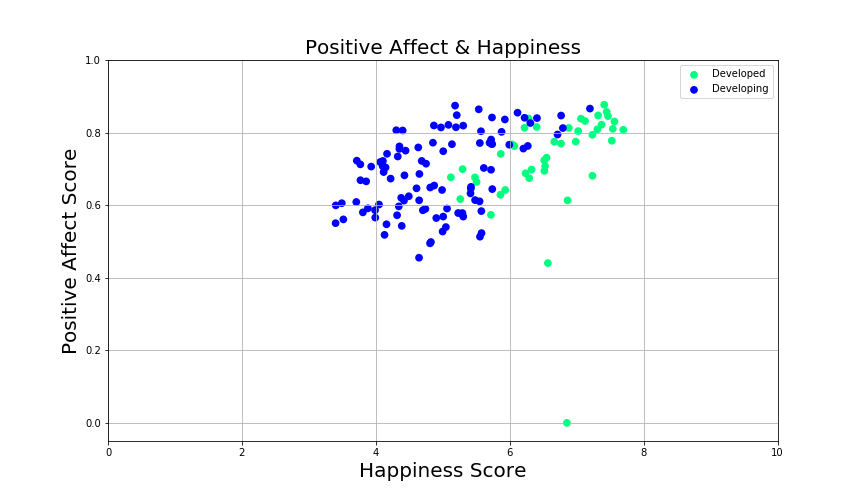 Positive Affect & Happiness
1.0
0.8
0.6
0.4
0.2
0.0
Positive Affect Score
Developed
Developing
0
2
4
6
8
10
Happiness Score